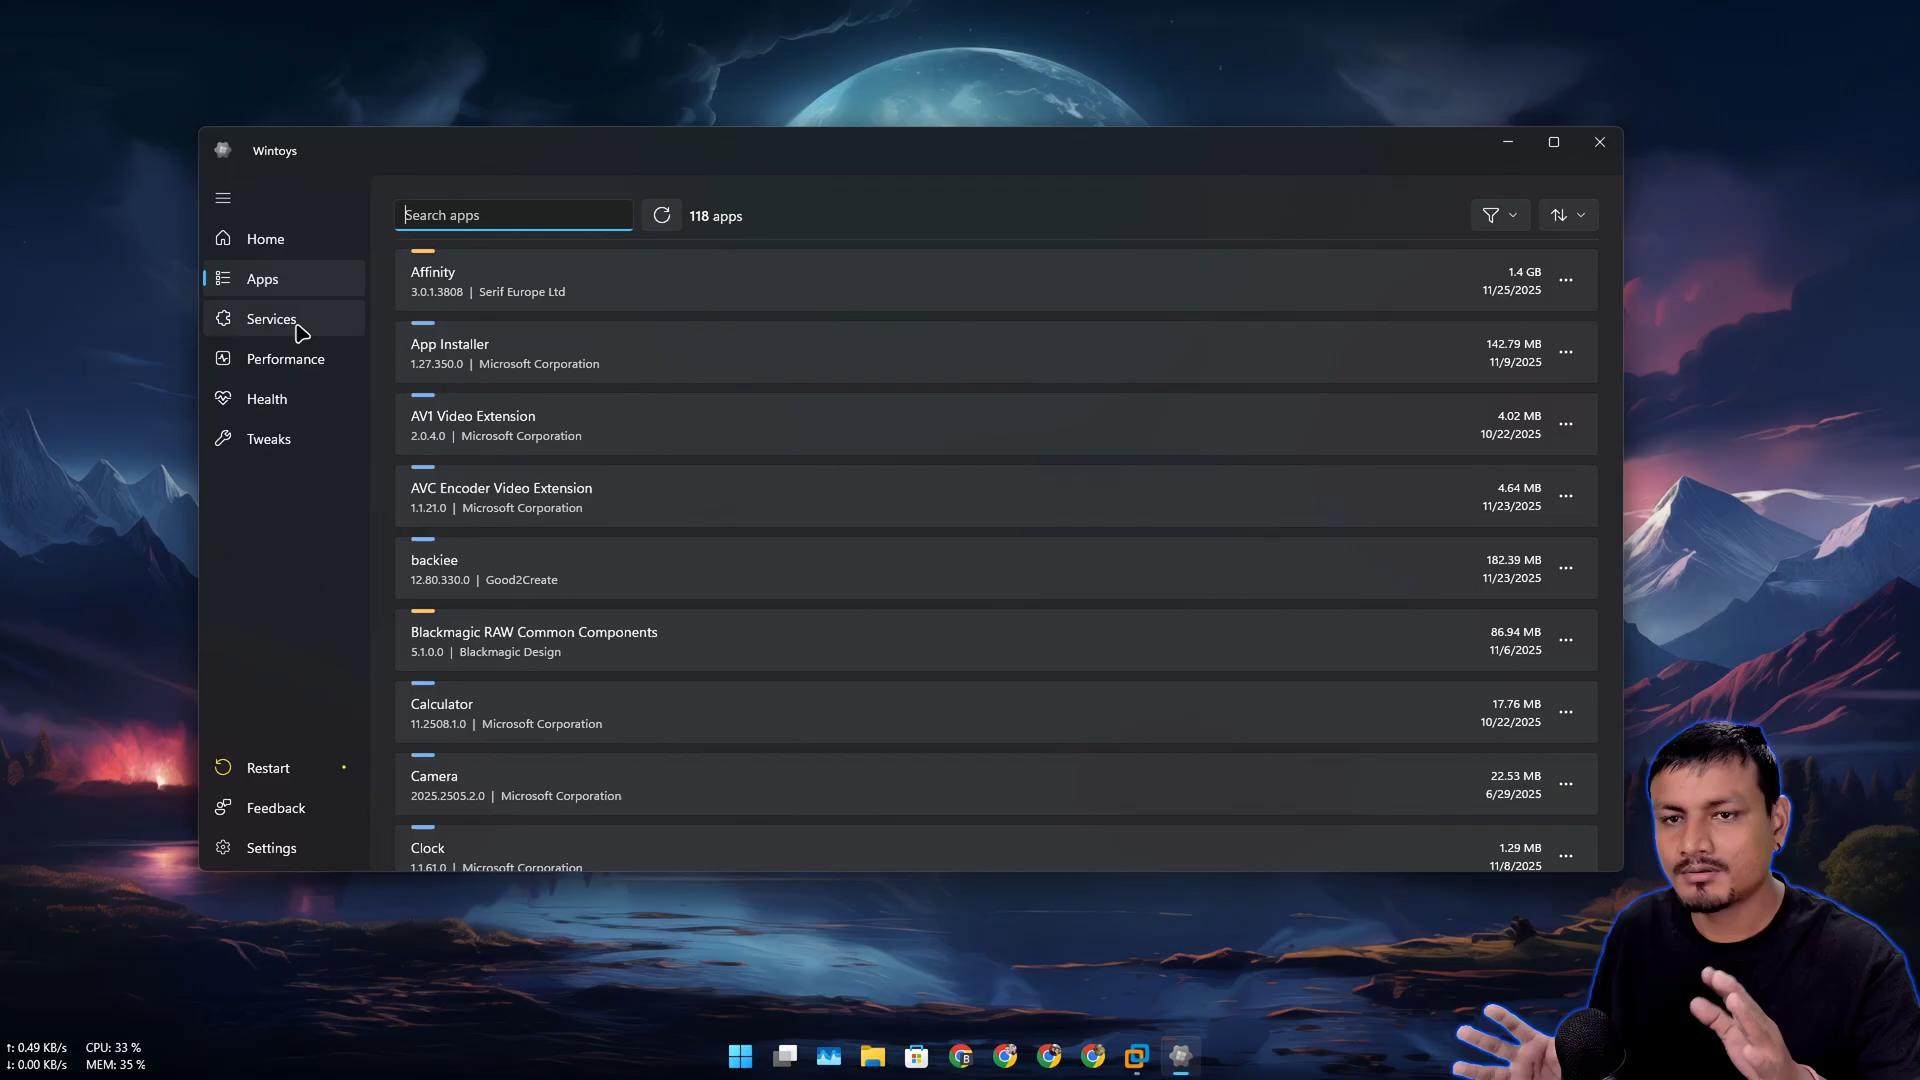 Wintoys
Search apps
118 apps
Home
Apps
Services
Performance
Health
Tweaks
Restart
Feedback
Settings
Affinity
3.0.1.3808 | Serif Europe Ltd
1.4 GB
11/25/2025
App Installer
1.27.350.0 | Microsoft Corporation
142.79 MB
11/9/2025
AV1 Video Extension
2.0.4.0 | Microsoft Corporation
4.02 MB
10/22/2025
AVC Encoder Video Extension
1.1.21.0 | Microsoft Corporation
4.64 MB
11/23/2025
backiee
12.80.330.0 | Good2Create
182.39 MB
11/23/2025
Blackmagic RAW Common Components
5.1.0.0 | Blackmagic Design
86.94 MB
11/6/2025
Calculator
11.2508.1.0 | Microsoft Corporation
17.76 MB
10/22/2025
Camera
2025.2505.2.0 | Microsoft Corporation
22.53 MB
6/29/2025
Clock
1.1.61.0 | Microsoft Corporation
1.29 MB
11/8/2025
↑: 0.49 KB/s CPU: 33 %
↓: 0.00 KB/s MEM: 35 %
B